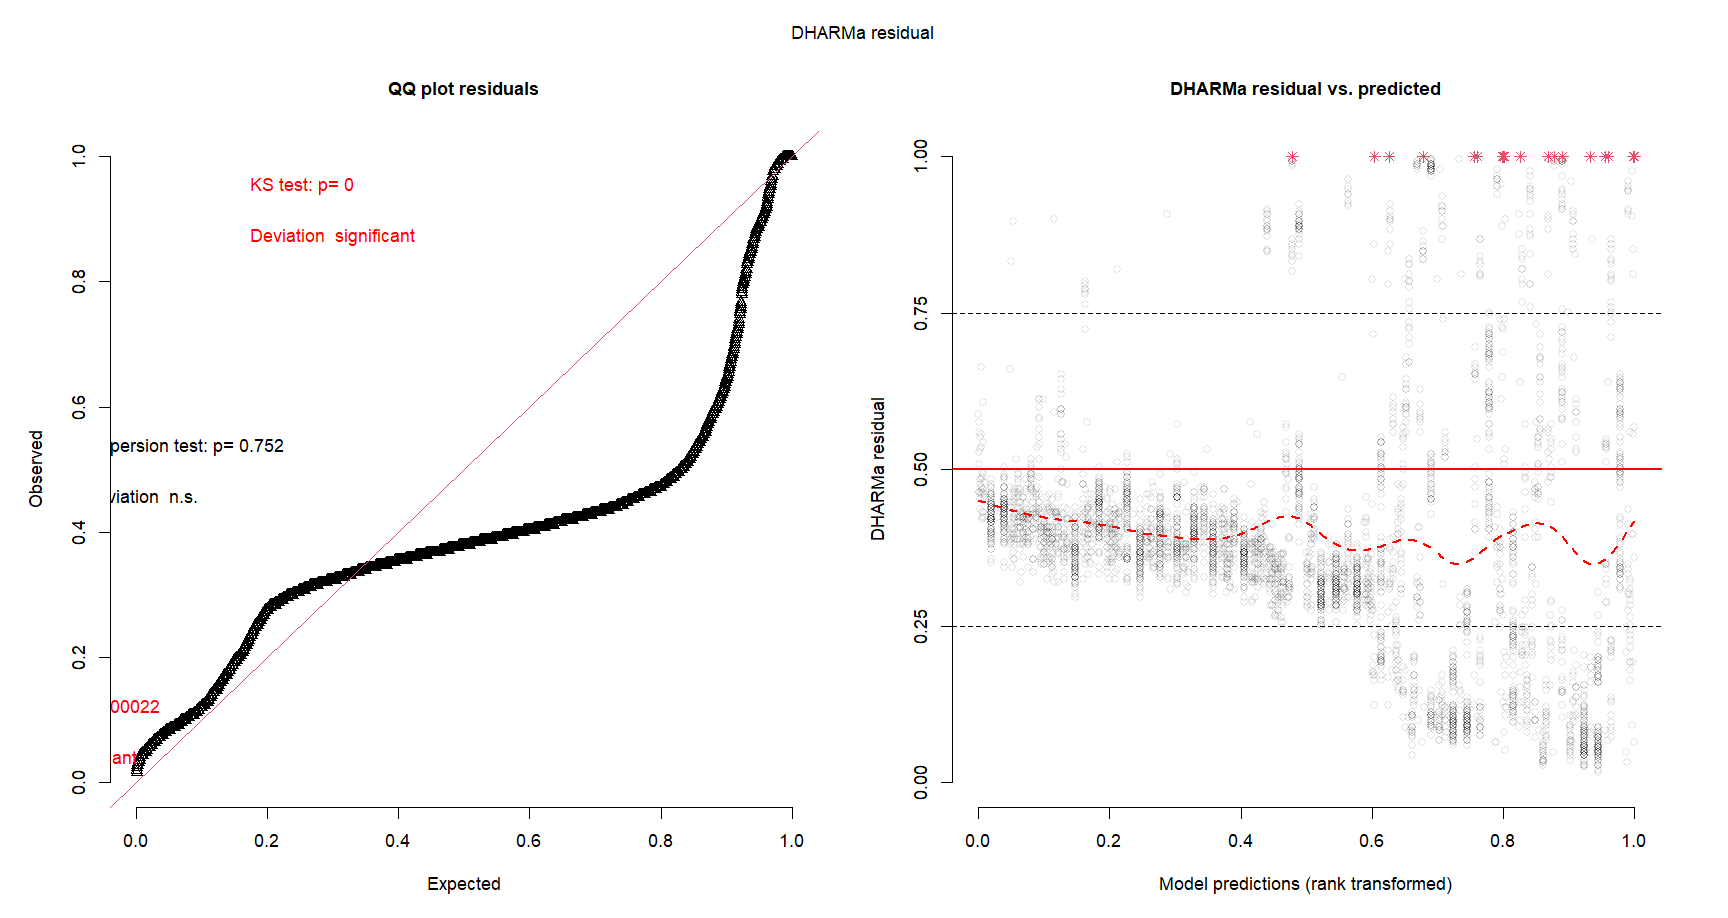 DHARMa residual
QQ plot residuals
KS test: p= 0
Deviation significant
persion test: p= 0.752
viation n.s.
00022
ant
Observed
0.0 0.2 0.4 0.6 0.8 1.0
0.0 0.2 0.4 0.6 0.8 1.0
Expected
DHARMa residual vs. predicted
DHARMa residual
0.00 0.25 0.50 0.75 1.00
0.0 0.2 0.4 0.6 0.8 1.0
Model predictions (rank transformed)